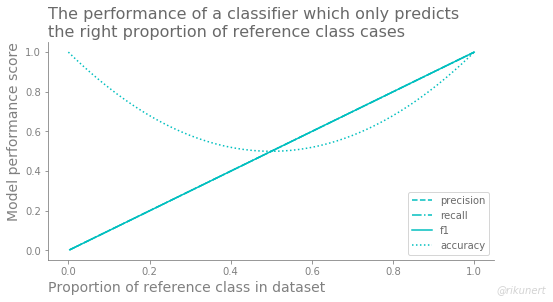 The performance of a classifier which only predicts
the right proportion of reference class cases
Model performance score
1.0
0.8
0.6
0.4
0.2
0.0
0.0 0.2 0.4 0.6 0.8 1.0
Proportion of reference class in dataset
precision
recall
f1
accuracy
@rikunert